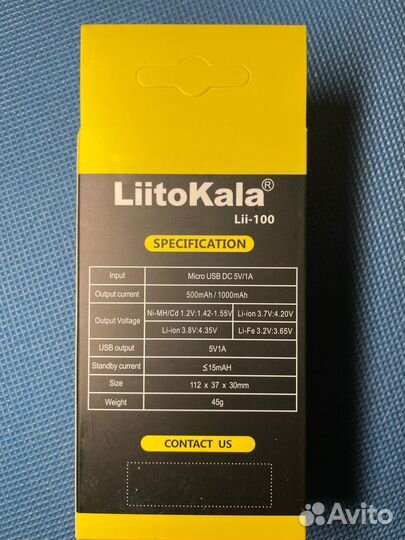 LiitoKala®
Lii-100
SPECIFICATION
Input Micro USB DC 5V/1A
Output current 500mAh / 1000mAh
Output Voltage Ni-MH/Cd 1.2V:1.42-1.55V Li-ion 3.7V:4.20V
Li-ion 3.8V:4.35V Li-Fe 3.2V:3.65V
USB output 5V1A
Standby current ≤15mAH
Size 112 x 37 x 30mm
Weight 45g
CONTACT US
Avito